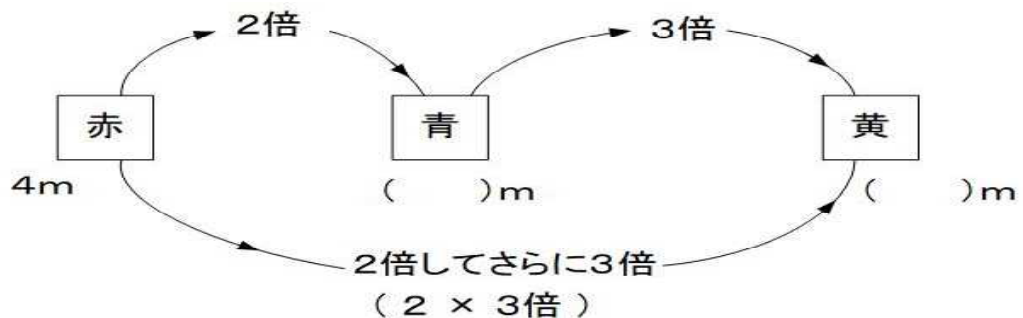 2倍
3倍
赤
青
黄
4m
(　　)m
(　　)m
2倍してさらに3倍
( 2 × 3倍 )